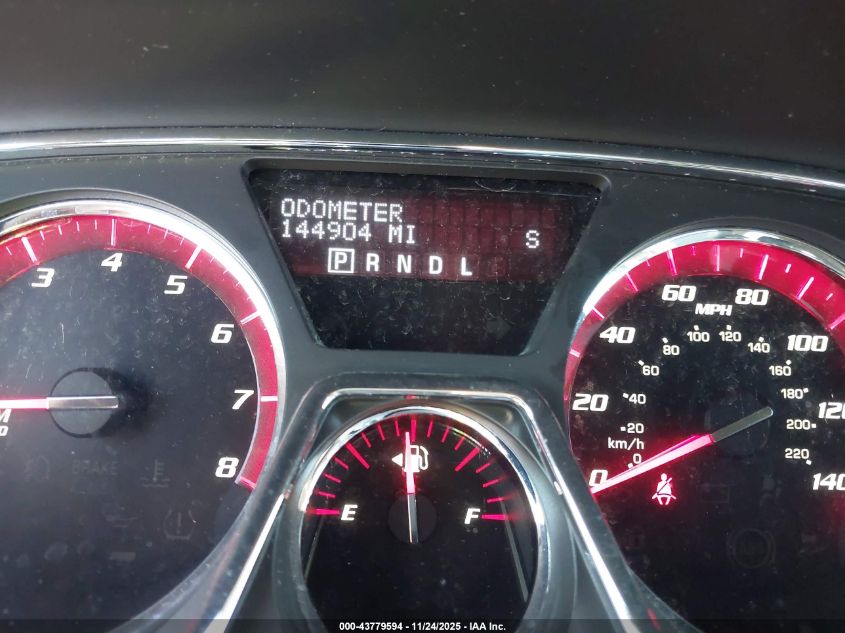 ODOMETER
144904 MI S
P R N D L
3 4 5 6 7 8
BRAKE
E F
0 20 40 60 80 100 120 140
MPH
km/h
0 20 40 60 80 100 120 140 160 180 200 220
000-43779594 - 11/24/2025 - IAA Inc.